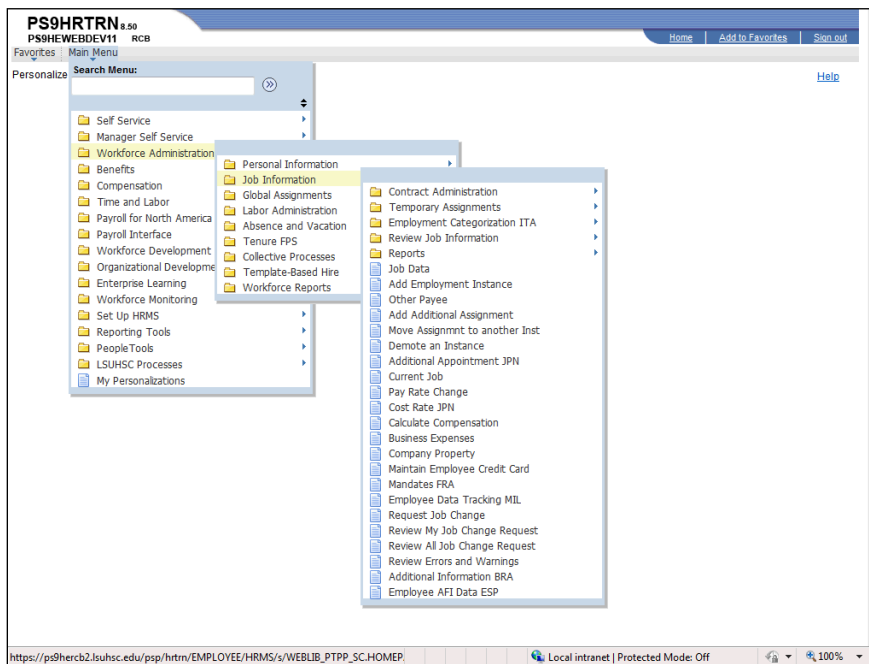 PS9HRTRN 8.50
PS9HEWEBDEV11 RCB
Home Add to Favorites Sign out
Favorites Main Menu
Personalize
Help
Search Menu:
Self Service
Manager Self Service
Workforce Administration
Benefits
Compensation
Time and Labor
Payroll for North America
Payroll Interface
Workforce Development
Organizational Developme
Enterprise Learning
Workforce Monitoring
Set Up HRMS
Reporting Tools
PeopleTools
LSUHSC Processes
My Personalizations
Personal Information
Job Information
Global Assignments
Labor Administration
Absence and Vacation
Tenure FPS
Collective Processes
Template-Based Hire
Workforce Reports
Contract Administration
Temporary Assignments
Employment Categorization ITA
Review Job Information
Reports
Job Data
Add Employment Instance
Other Payee
Add Additional Assignment
Move Assignmnt to another Inst
Demote an Instance
Additional Appointment JPN
Current Job
Pay Rate Change
Cost Rate JPN
Calculate Compensation
Business Expenses
Company Property
Maintain Employee Credit Card
Mandates FRA
Employee Data Tracking MIL
Request Job Change
Review My Job Change Request
Review All Job Change Request
Review Errors and Warnings
Additional Information BRA
Employee AFI Data ESP
https://ps9hercb2.lsuhsc.edu/psp/hrtrn/EMPLOYEE/HRMS/s/WEBLIB_PTPP_SC.HOMEP. Local intranet | Protected Mode: Off 100%